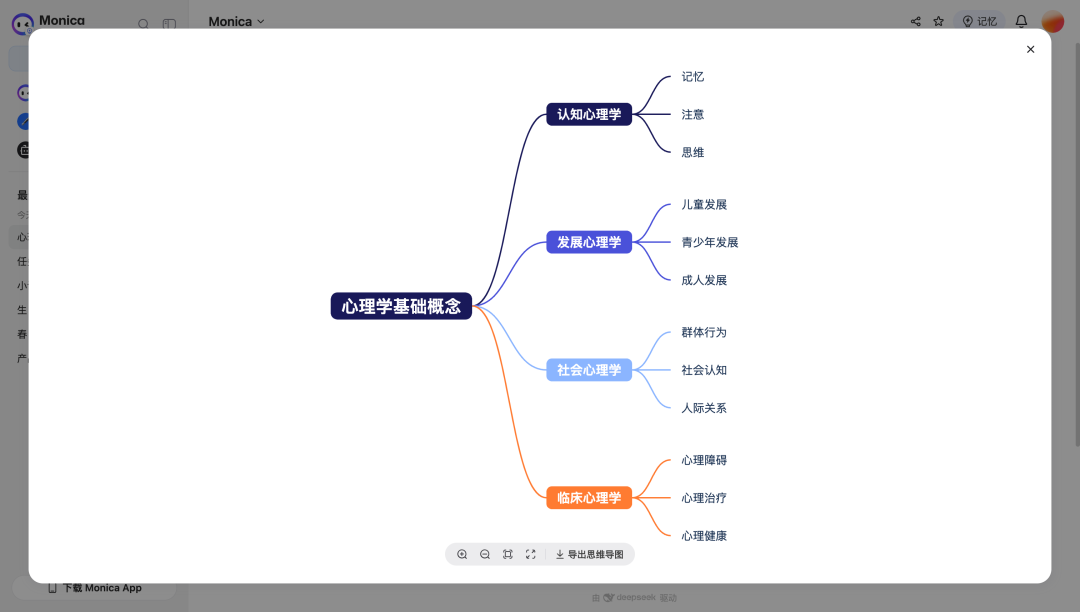 Monica
Monica
记忆
最
今
心
任
小
生
春
产
心理学基础概念
认知心理学
记忆
注意
思维
发展心理学
儿童发展
青少年发展
成人发展
社会心理学
群体行为
社会认知
人际关系
临床心理学
心理障碍
心理治疗
心理健康
导出思维导图
下载 Monica App
由 deepseek 驱动